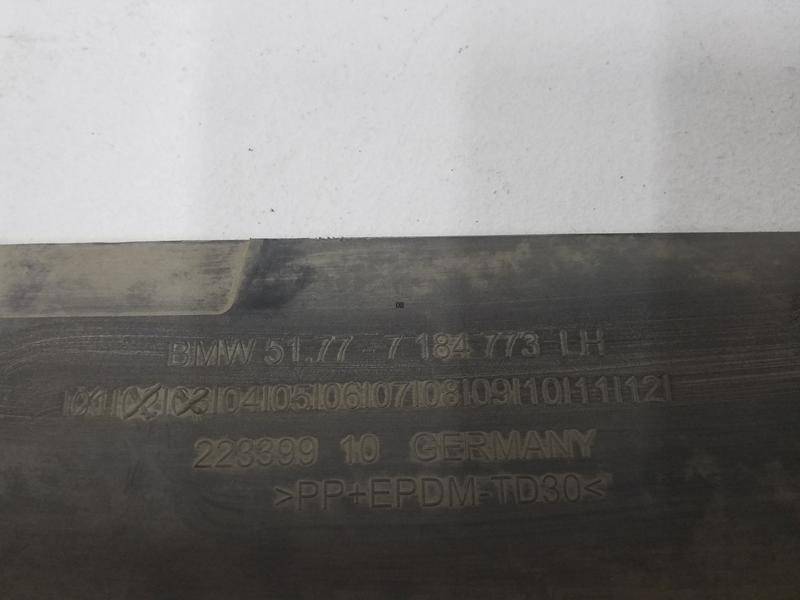 BMW 51.77 - 7 184 773 LH
01|02|03|04|05|06|07|08|09|10|11|12|
223399 10 GERMANY
>PP+EPDM-TD30<